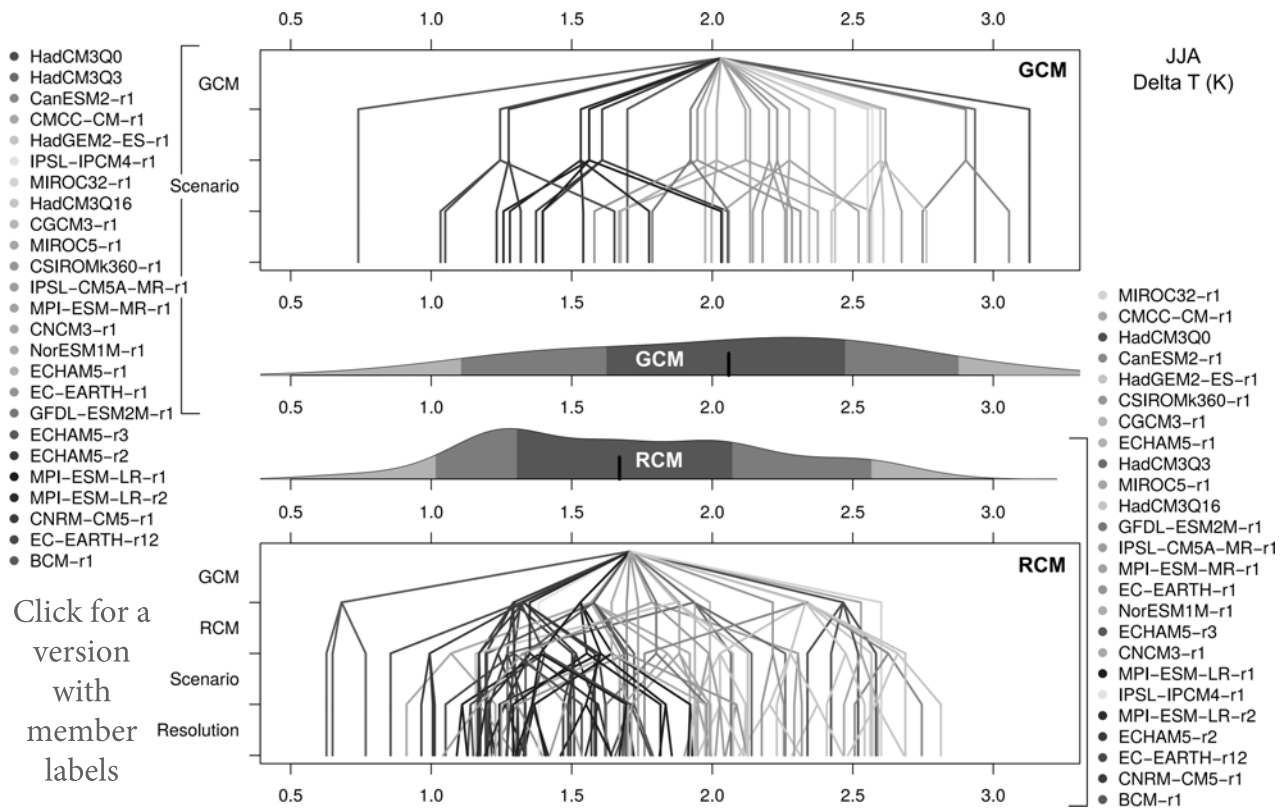 0.5 1.0 1.5 2.0 2.5 3.0
HadCM3Q0
HadCM3Q3
CanESM2-r1
CMCC-CM-r1
HadGEM2-ES-r1
IPSL-IPCM4-r1
MIROC32-r1
HadCM3Q16
CGCM3-r1
MIROC5-r1
CSIROMk360-r1
IPSL-CM5A-MR-r1
MPI-ESM-MR-r1
CNCM3-r1
NorESM1M-r1
ECHAM5-r1
EC-EARTH-r1
GFDL-ESM2M-r1
ECHAM5-r3
ECHAM5-r2
MPI-ESM-LR-r1
MPI-ESM-LR-r2
CNRM-CM5-r1
EC-EARTH-r12
BCM-r1
Click for a
version
with
member
labels
GCM
Scenario
GCM
JJA
Delta T (K)
0.5 1.0 1.5 2.0 2.5 3.0
GCM
0.5 1.0 1.5 2.0 2.5 3.0
RCM
0.5 1.0 1.5 2.0 2.5 3.0
GCM
RCM
Scenario
Resolution
RCM
0.5 1.0 1.5 2.0 2.5 3.0
MIROC32-r1
CMCC-CM-r1
HadCM3Q0
CanESM2-r1
HadGEM2-ES-r1
CSIROMk360-r1
CGCM3-r1
ECHAM5-r1
HadCM3Q3
MIROC5-r1
HadCM3Q16
GFDL-ESM2M-r1
IPSL-CM5A-MR-r1
MPI-ESM-MR-r1
EC-EARTH-r1
NorESM1M-r1
ECHAM5-r3
CNCM3-r1
MPI-ESM-LR-r1
IPSL-IPCM4-r1
MPI-ESM-LR-r2
ECHAM5-r2
EC-EARTH-r12
CNRM-CM5-r1
BCM-r1